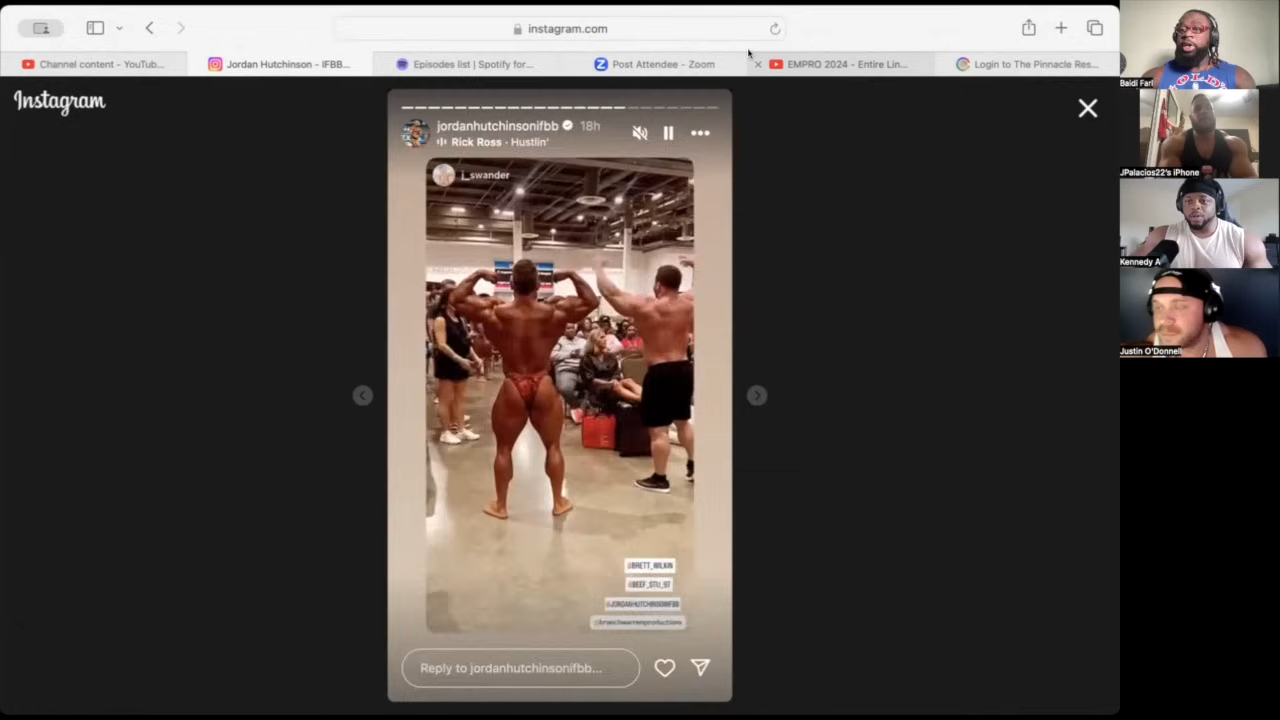 instagram.com
Channel content - YouTub...
Jordan Hutchinson - IFBB...
Episodes list | Spotify for...
Post Attendee - Zoom
EMPRO 2024 - Entire Lin...
Login to The Pinnacle Res...
Instagram
jordanhutchinsonifbb 18h
Rick Ross · Hustlin'
j_swander
@BRETT_WILKIN
@BEEF_STU_97
@JORDANHUTCHINSONIFBB
@branchwarrenproductions
Reply to jordanhutchinsonifbb...
Baidi Farl
JPalacios22's iPhone
Kennedy A
Justin O'Donnell